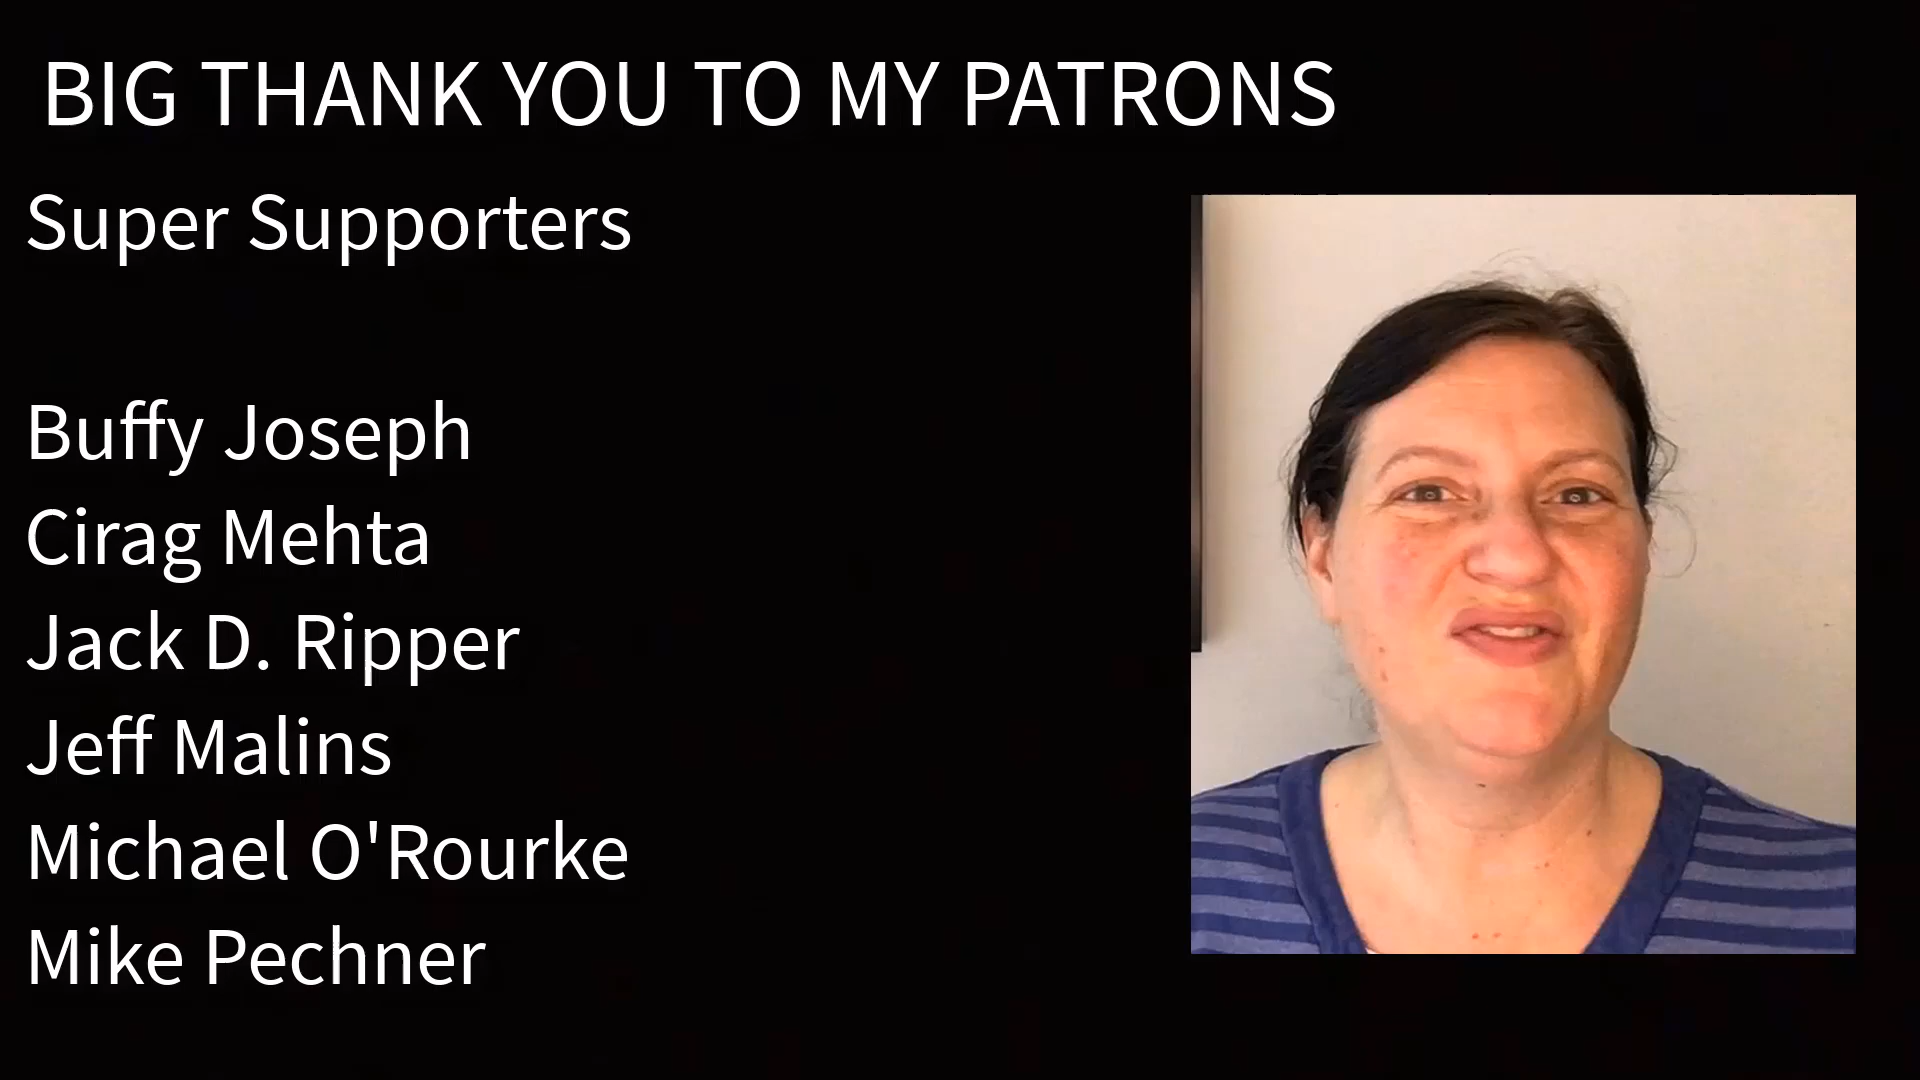 BIG THANK YOU TO MY PATRONS
Super Supporters
Buffy Joseph
Cirag Mehta
Jack D. Ripper
Jeff Malins
Michael O'Rourke
Mike Pechner